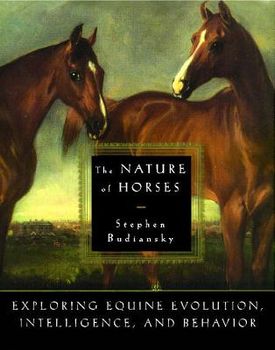 The NATURE
of HORSES
Stephen
Budiansky
EXPLORING EQUINE EVOLUTION,
INTELLIGENCE, AND BEHAVIOR